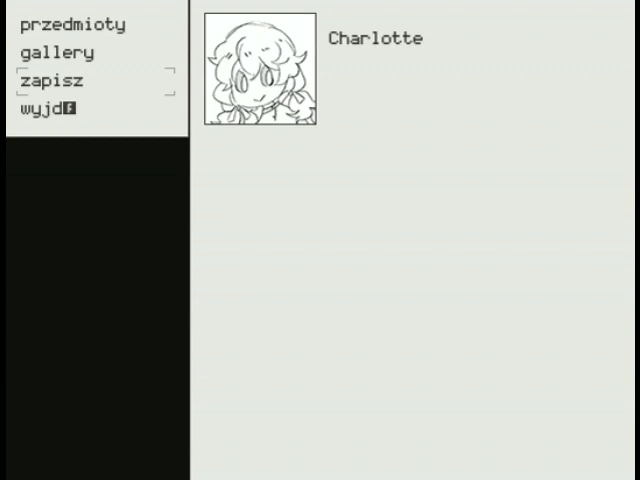 przedmioty
gallery
zapisz
wyjd
Charlotte